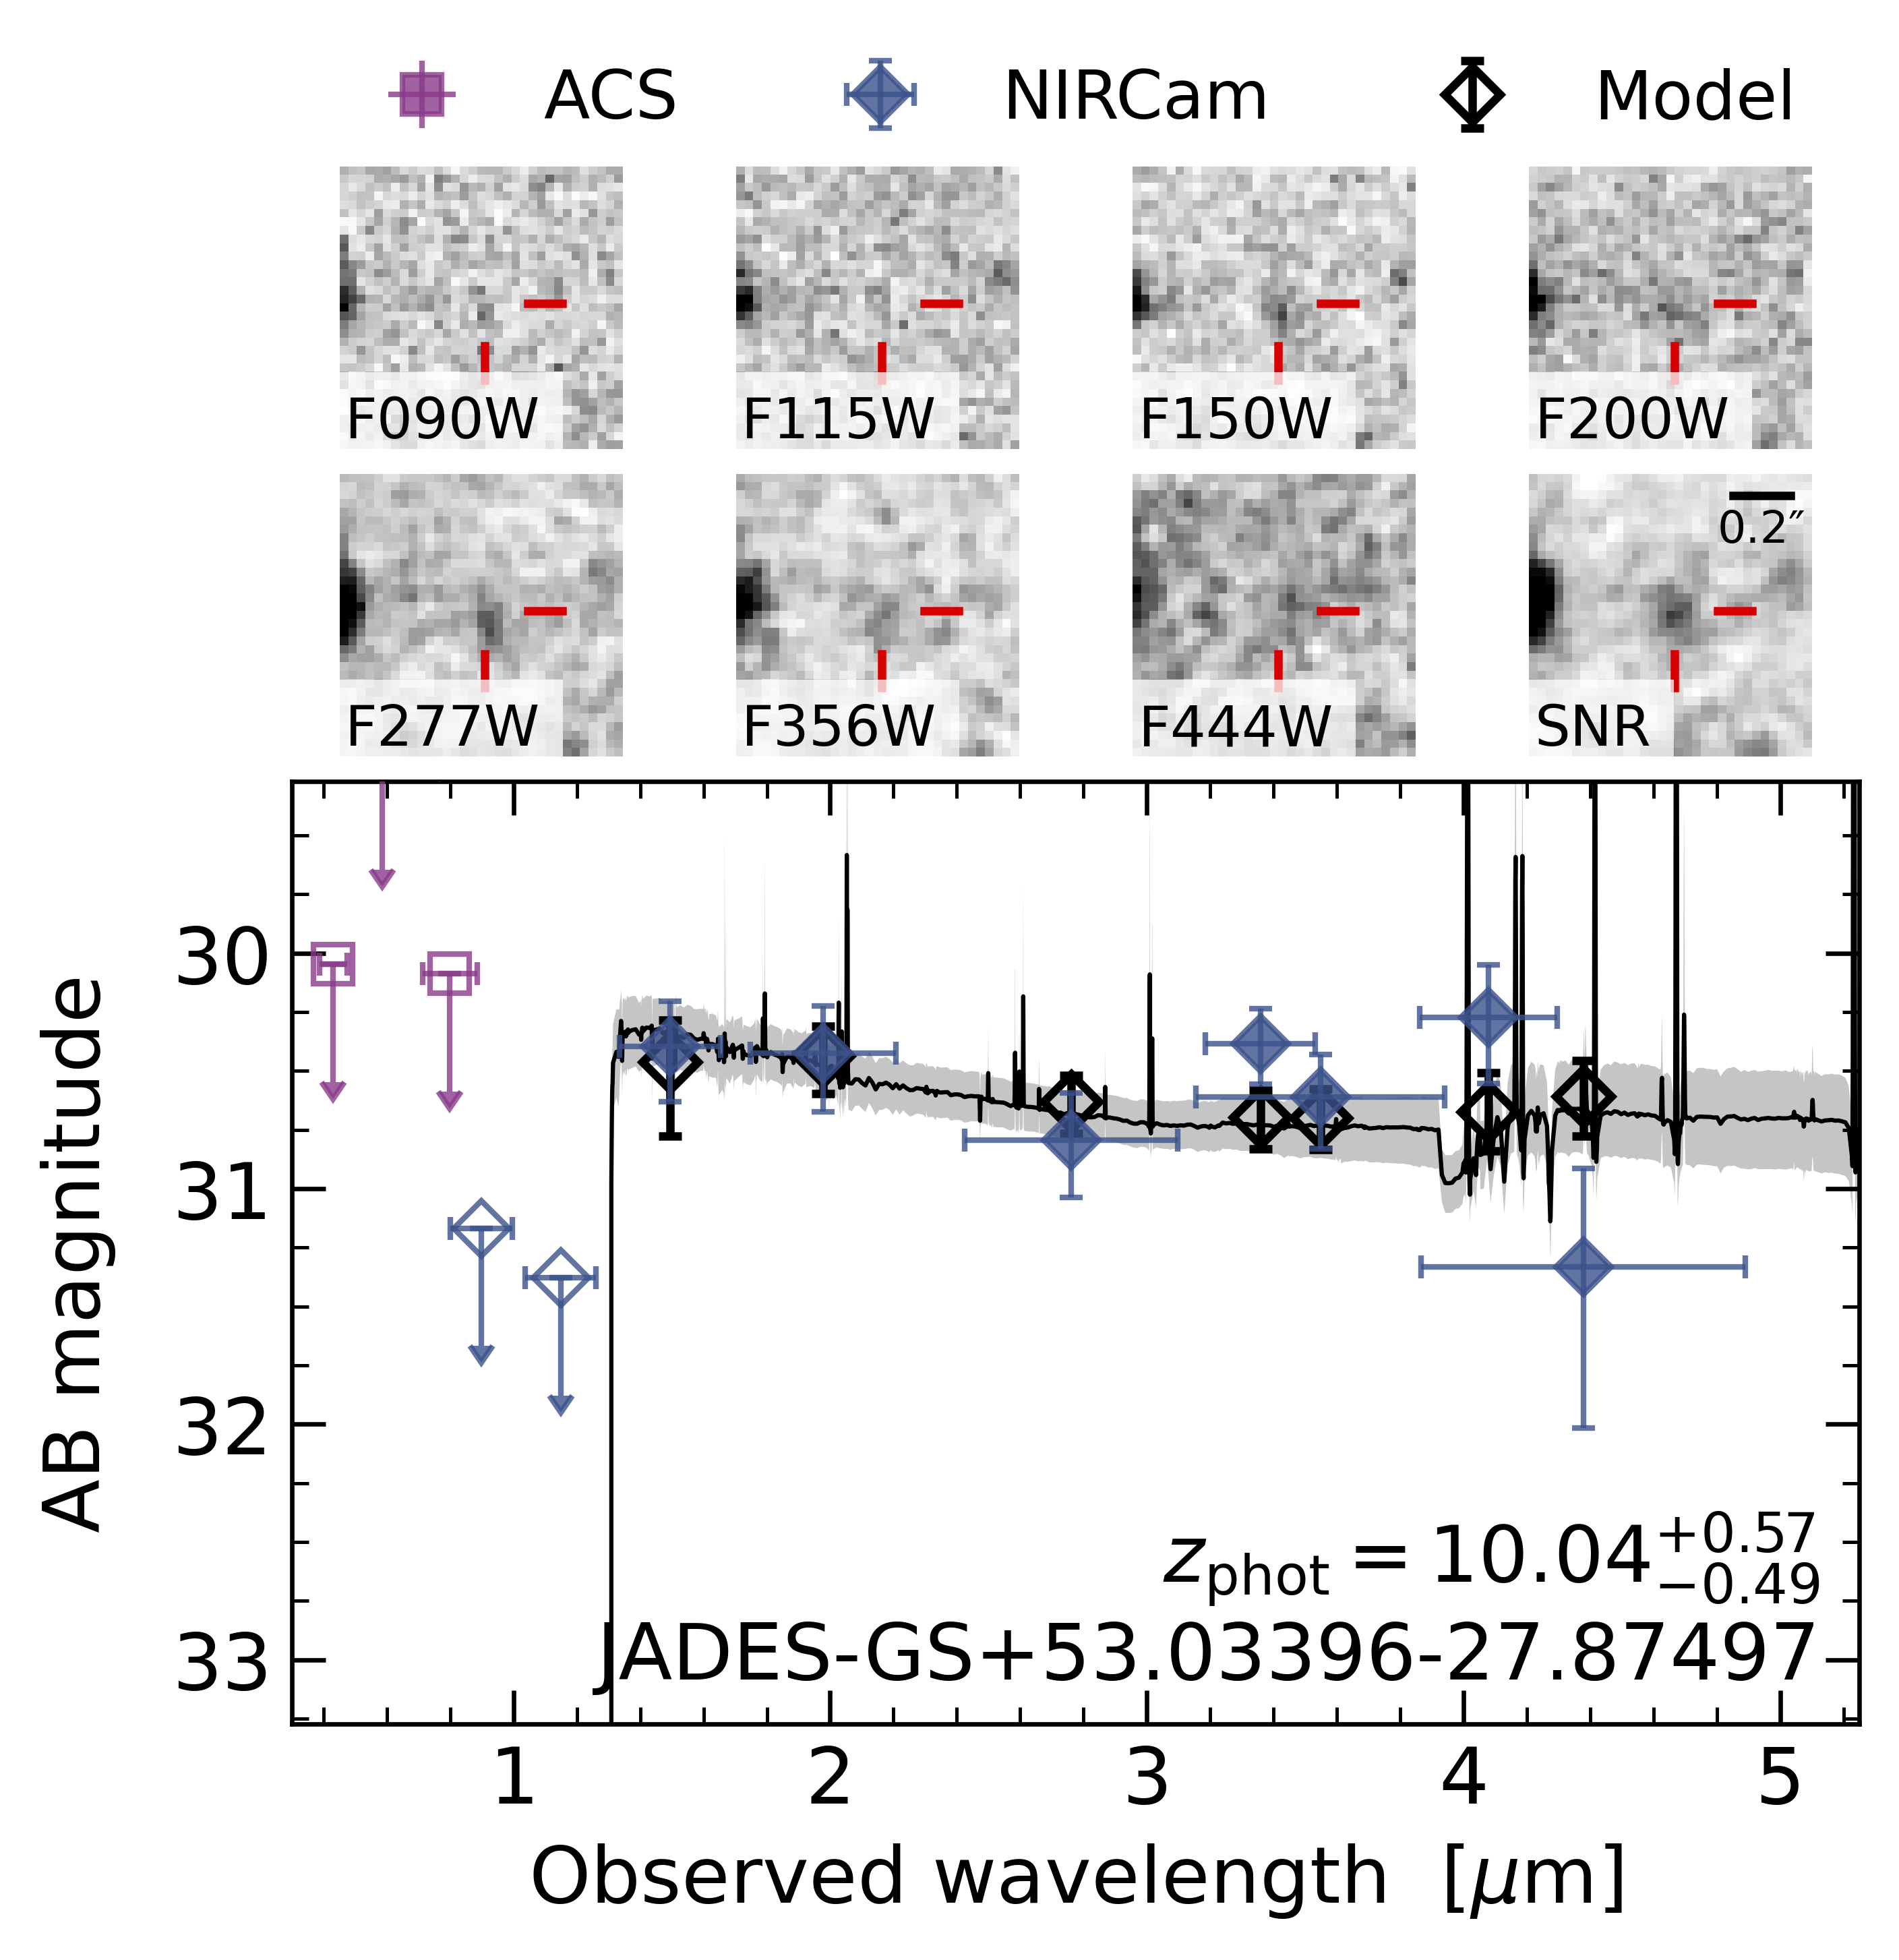 ACS NIRCam Model
F090W F115W F150W F200W
0.2″
F277W F356W F444W SNR
AB magnitude
30
31
32
33
z_phot = 10.04 +0.57 −0.49
JADES-GS+53.03396-27.87497
1 2 3 4 5
Observed wavelength [μm]